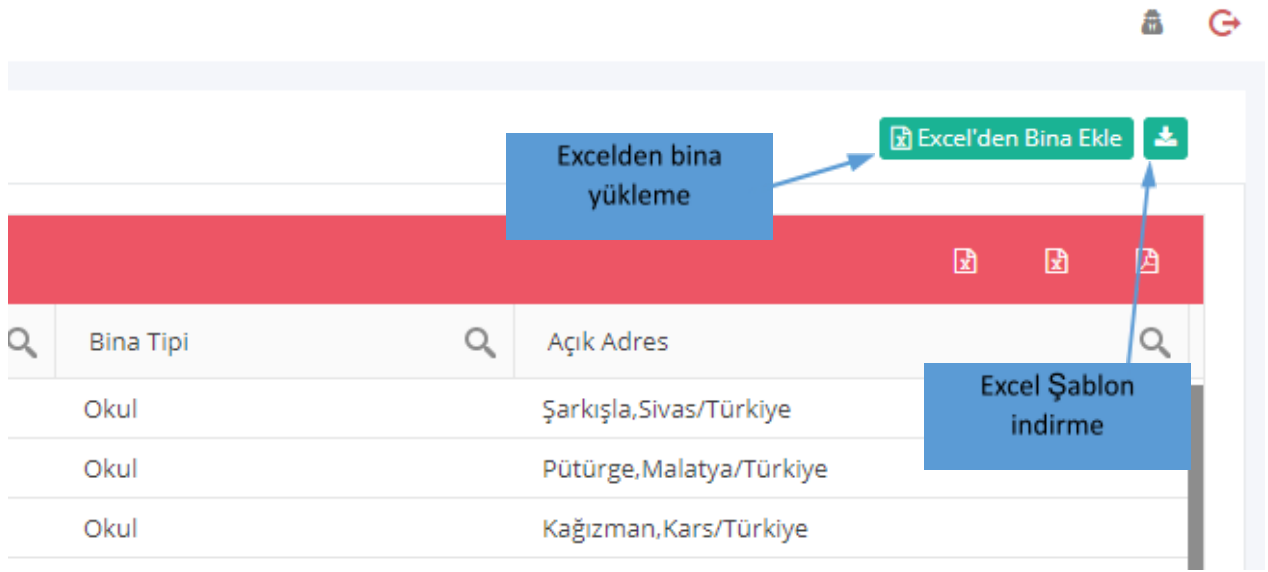 Excel'den Bina Ekle
Excelden bina
yükleme
Bina Tipi
Açık Adres
Excel Şablon
indirme
Okul
Şarkışla,Sivas/Türkiye
Okul
Pütürge,Malatya/Türkiye
Okul
Kağızman,Kars/Türkiye